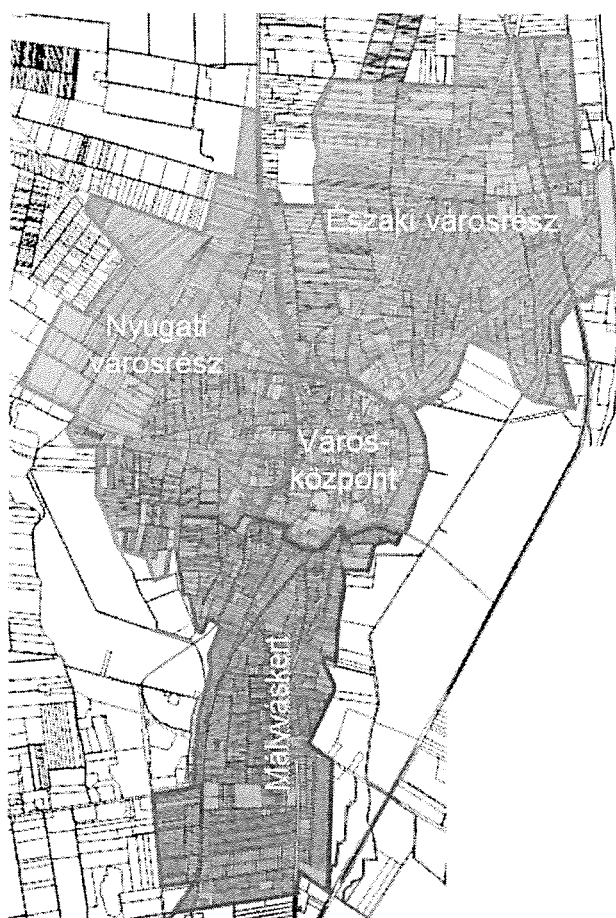 Északi városrész
Nyugati
városrész
Város-
központ
Mályváskert